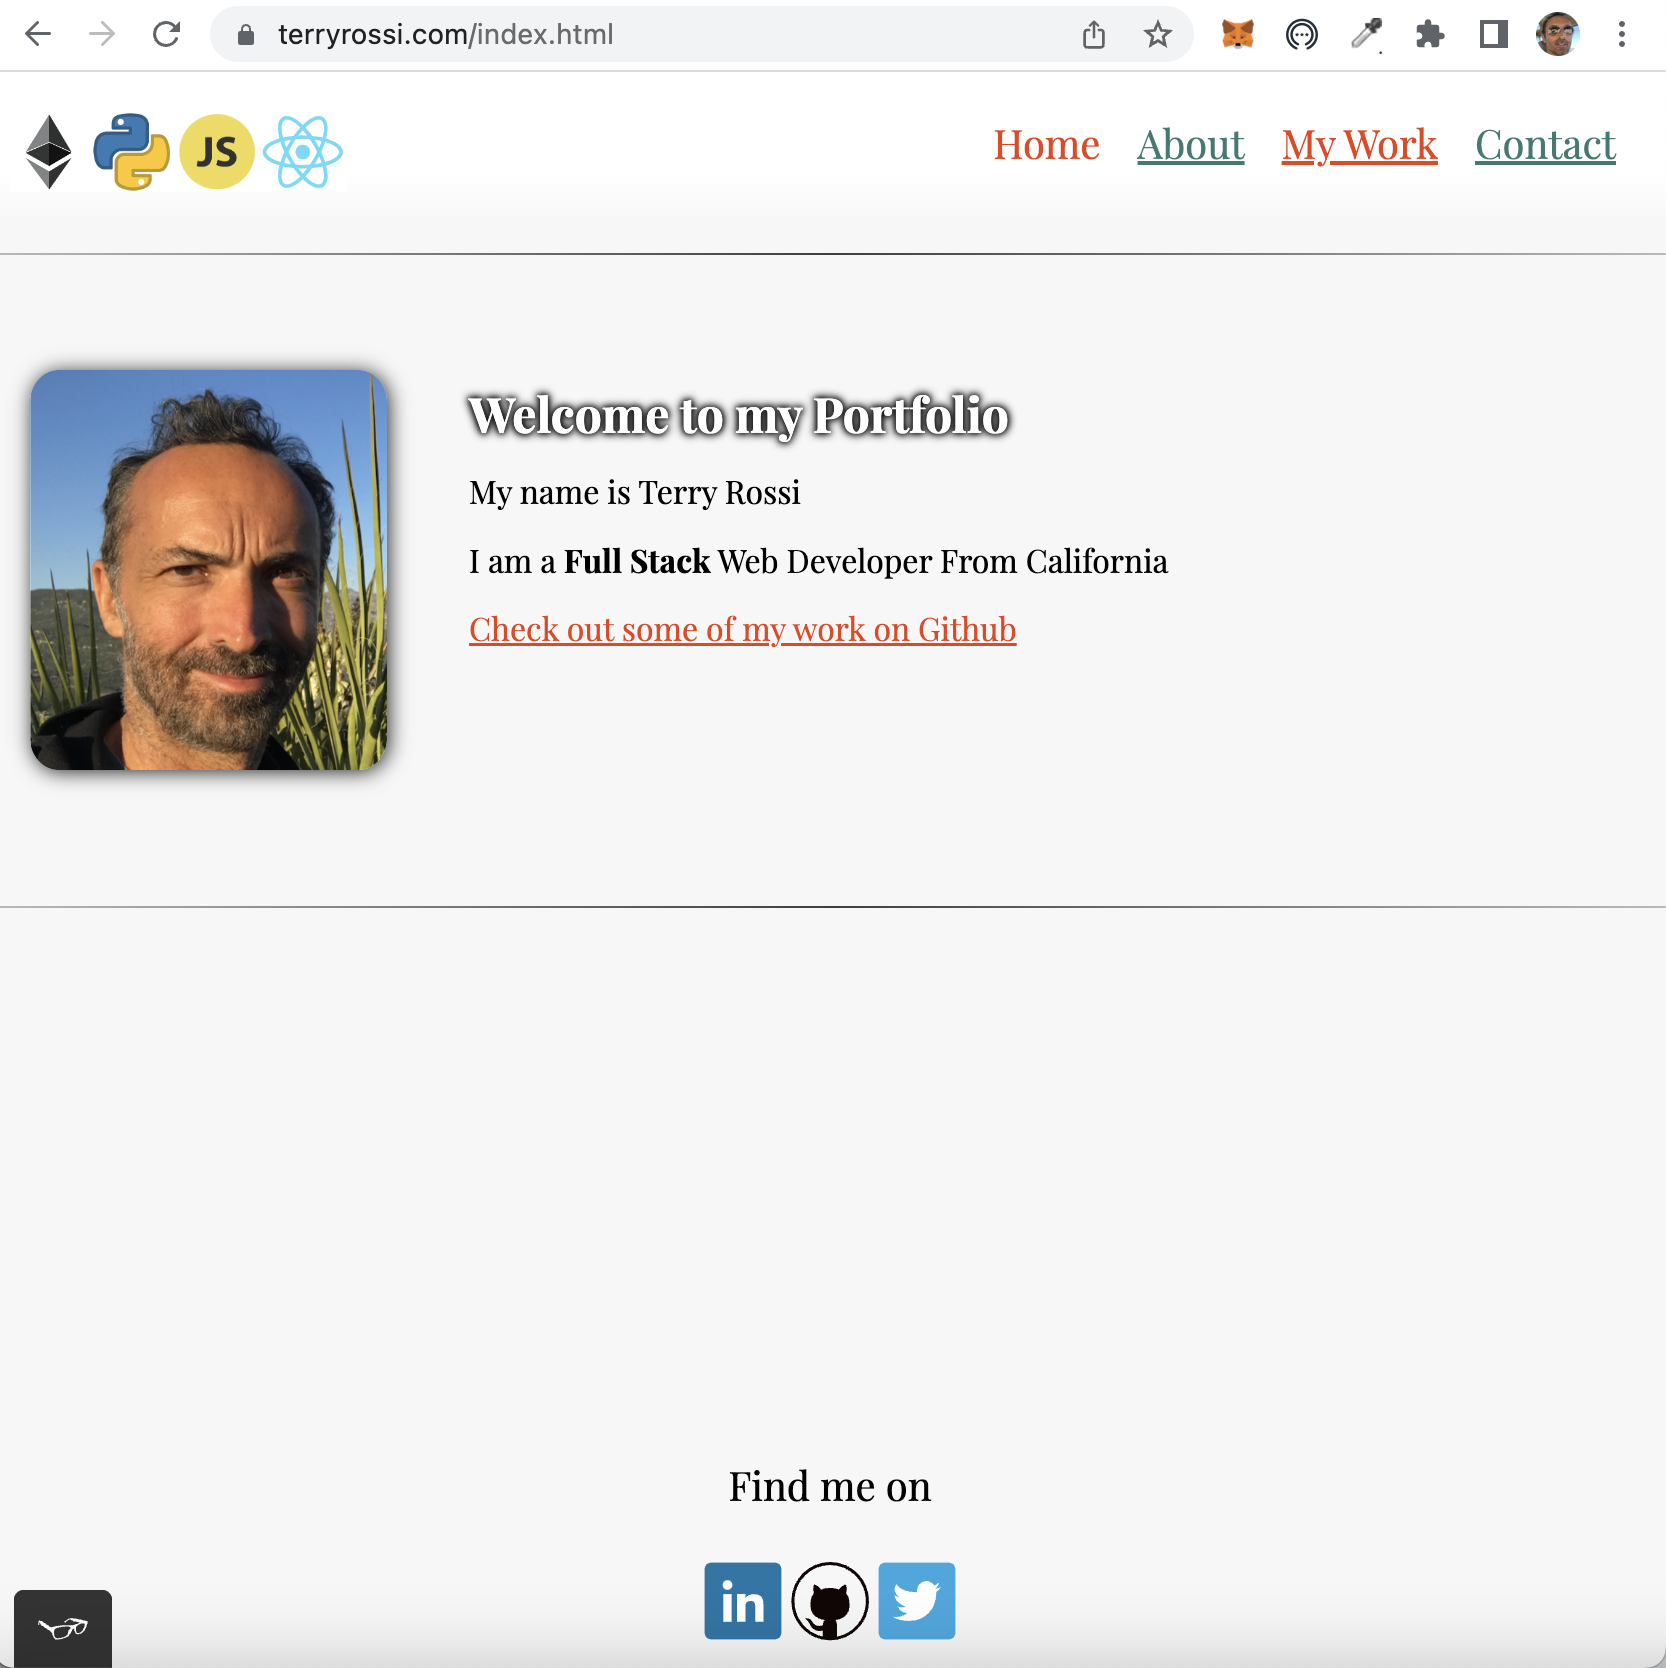 terryrossi.com/index.html
JS
Home About My Work Contact
Welcome to my Portfolio
My name is Terry Rossi
I am a Full Stack Web Developer From California
Check out some of my work on Github
Find me on
in